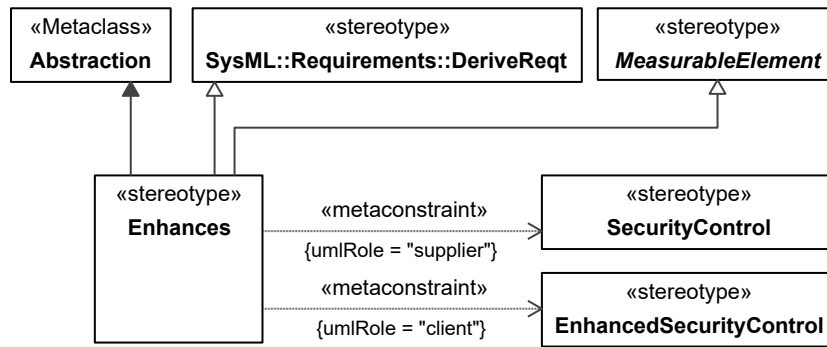 «Metaclass»
Abstraction
«stereotype»
SysML::Requirements::DeriveReqt
«stereotype»
MeasurableElement
«stereotype»
Enhances
«metaconstraint»
{umlRole = "supplier"}
«stereotype»
SecurityControl
«metaconstraint»
{umlRole = "client"}
«stereotype»
EnhancedSecurityControl